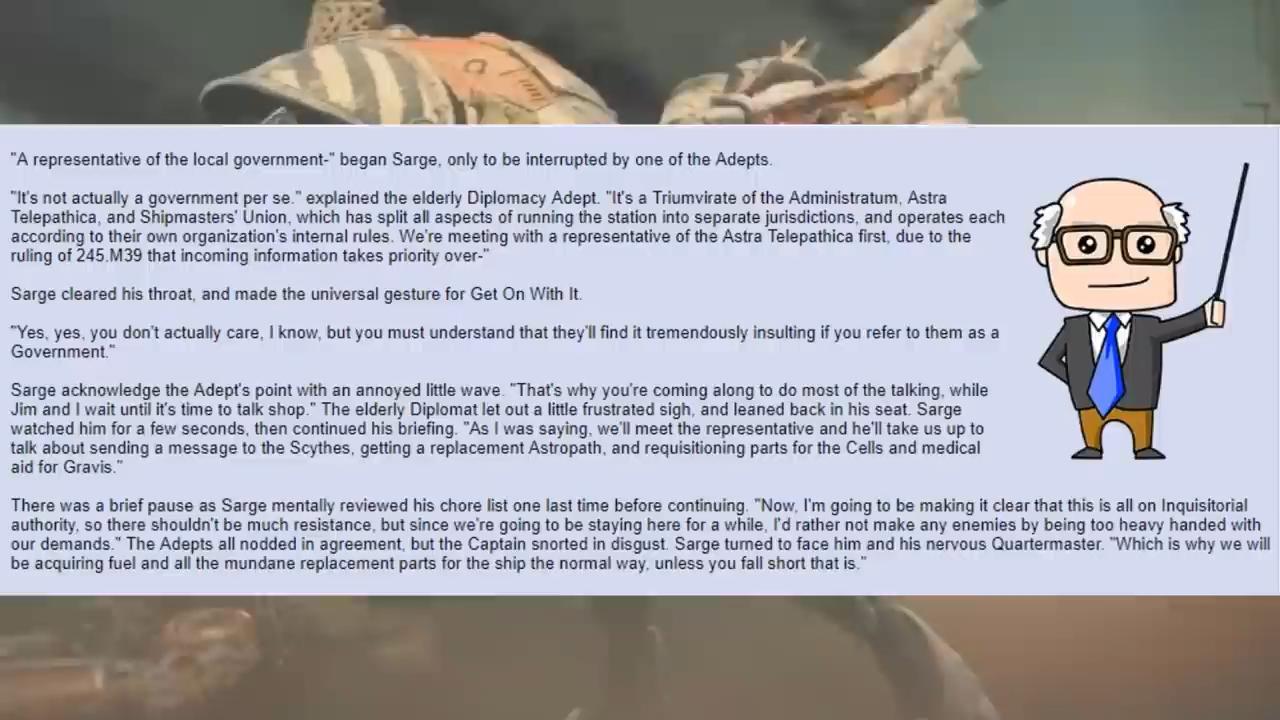 "A representative of the local government-" began Sarge, only to be interrupted by one of the Adepts.
"It's not actually a government per se." explained the elderly Diplomacy Adept. "It's a Triumvirate of the Administratum, Astra
Telepathica, and Shipmasters' Union, which has split all aspects of running the station into separate jurisdictions, and operates each
according to their own organization's internal rules. We're meeting with a representative of the Astra Telepathica first, due to the
ruling of 245.M39 that incoming information takes priority over-"
Sarge cleared his throat, and made the universal gesture for Get On With It.
"Yes, yes, you don't actually care, I know, but you must understand that they'll find it tremendously insulting if you refer to them as a
Government."
Sarge acknowledge the Adept's point with an annoyed little wave. "That's why you're coming along to do most of the talking, while
Jim and I wait until it's time to talk shop." The elderly Diplomat let out a little frustrated sigh, and leaned back in his seat. Sarge
watched him for a few seconds, then continued his briefing. "As I was saying, we'll meet the representative and he'll take us up to
talk about sending a message to the Scythes, getting a replacement Astropath, and requisitioning parts for the Cells and medical
aid for Gravis."
There was a brief pause as Sarge mentally reviewed his chore list one last time before continuing. "Now, I'm going to be making it clear that this is all on Inquisitorial
authority, so there shouldn't be much resistance, but since we're going to be staying here for a while, I'd rather not make any enemies by being too heavy handed with
our demands." The Adepts all nodded in agreement, but the Captain snorted in disgust. Sarge turned to face him and his nervous Quartermaster. "Which is why we will
be acquiring fuel and all the mundane replacement parts for the ship the normal way, unless you fall short that is."